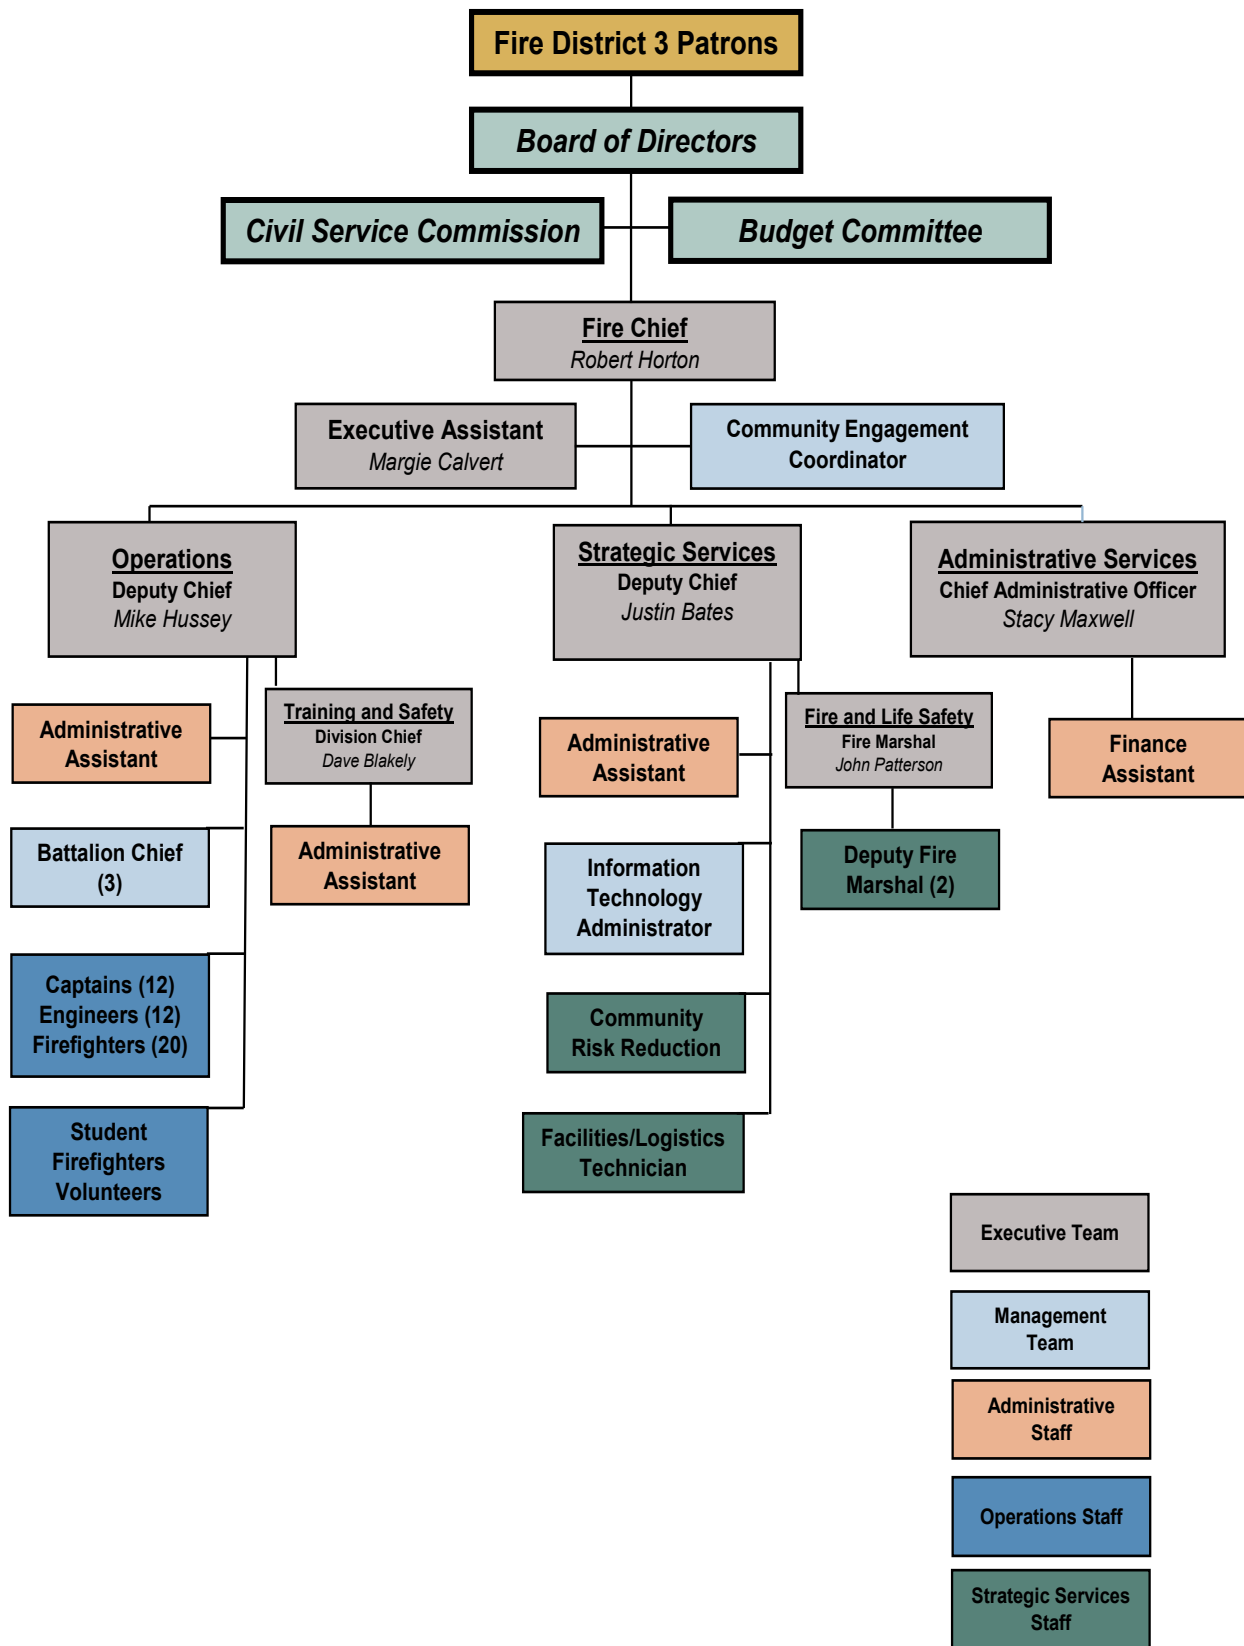 Fire District 3 Patrons
Board of Directors
Civil Service Commission
Budget Committee
Fire Chief
Robert Horton
Executive Assistant
Margie Calvert
Community Engagement
Coordinator
Operations
Deputy Chief
Mike Hussey
Strategic Services
Deputy Chief
Justin Bates
Administrative Services
Chief Administrative Officer
Stacy Maxwell
Administrative
Assistant
Training and Safety
Division Chief
Dave Blakely
Administrative
Assistant
Fire and Life Safety
Fire Marshal
John Patterson
Finance
Assistant
Battalion Chief
(3)
Administrative
Assistant
Information
Technology
Administrator
Deputy Fire
Marshal (2)
Captains (12)
Engineers (12)
Firefighters (20)
Community
Risk Reduction
Student
Firefighters
Volunteers
Facilities/Logistics
Technician
Executive Team
Management
Team
Administrative
Staff
Operations Staff
Strategic Services
Staff